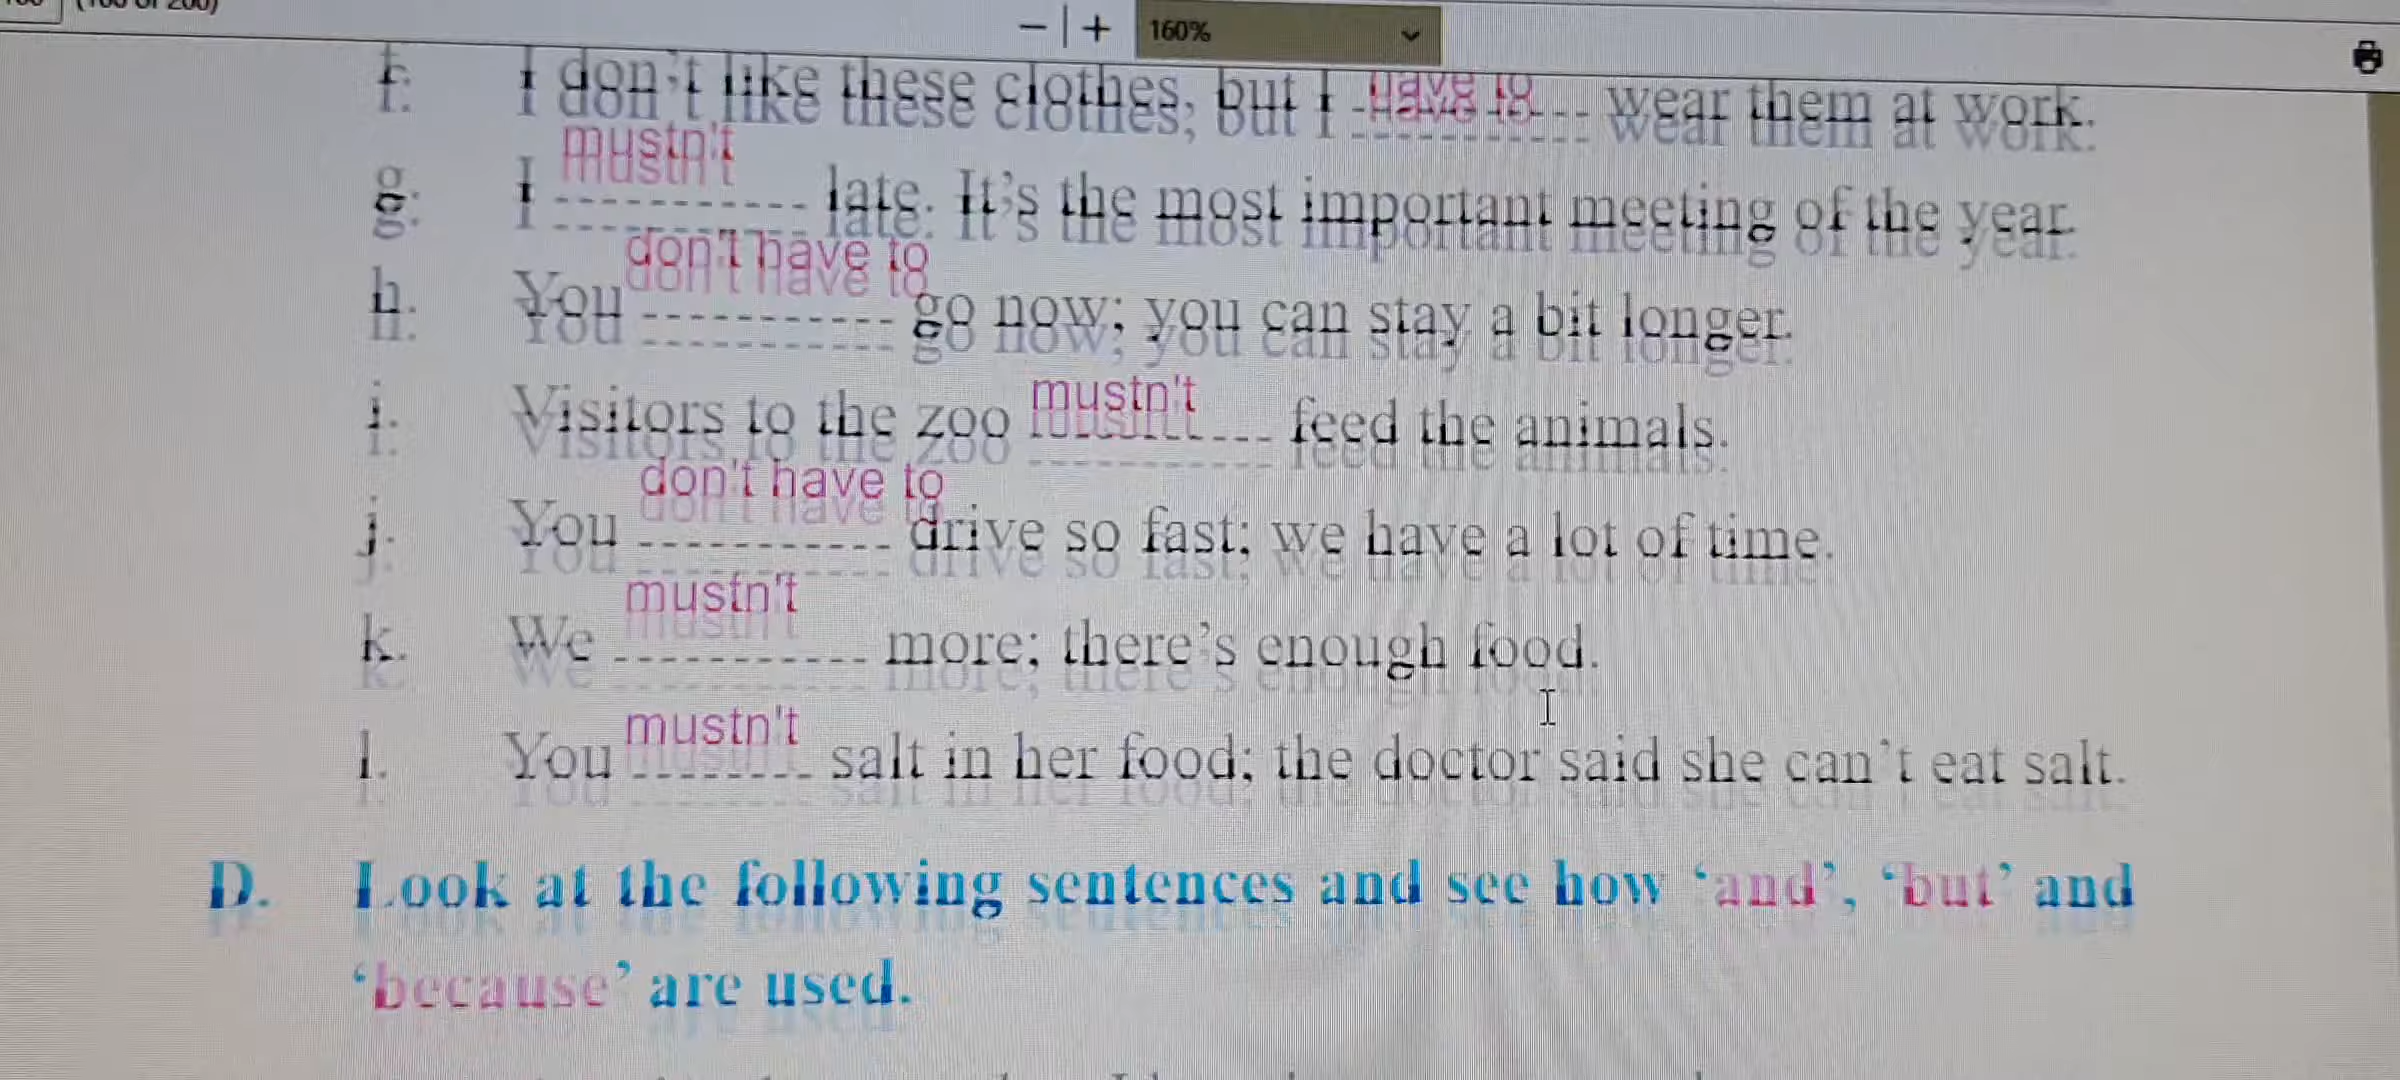 160%
f. I don't like these clothes, but I have to wear them at work.
mustn't
g. I ----------- late. It's the most important meeting of the year.
don't have to
h. You ----------- go now; you can stay a bit longer.
i. Visitors to the zoo mustn't feed the animals.
don't have to
j. You ----------- drive so fast; we have a lot of time.
mustn't
k. We ----------- more; there's enough food.
mustn't
l. You -------- salt in her food; the doctor said she can't eat salt.
D. Look at the following sentences and see how 'and', 'but' and
'because' are used.